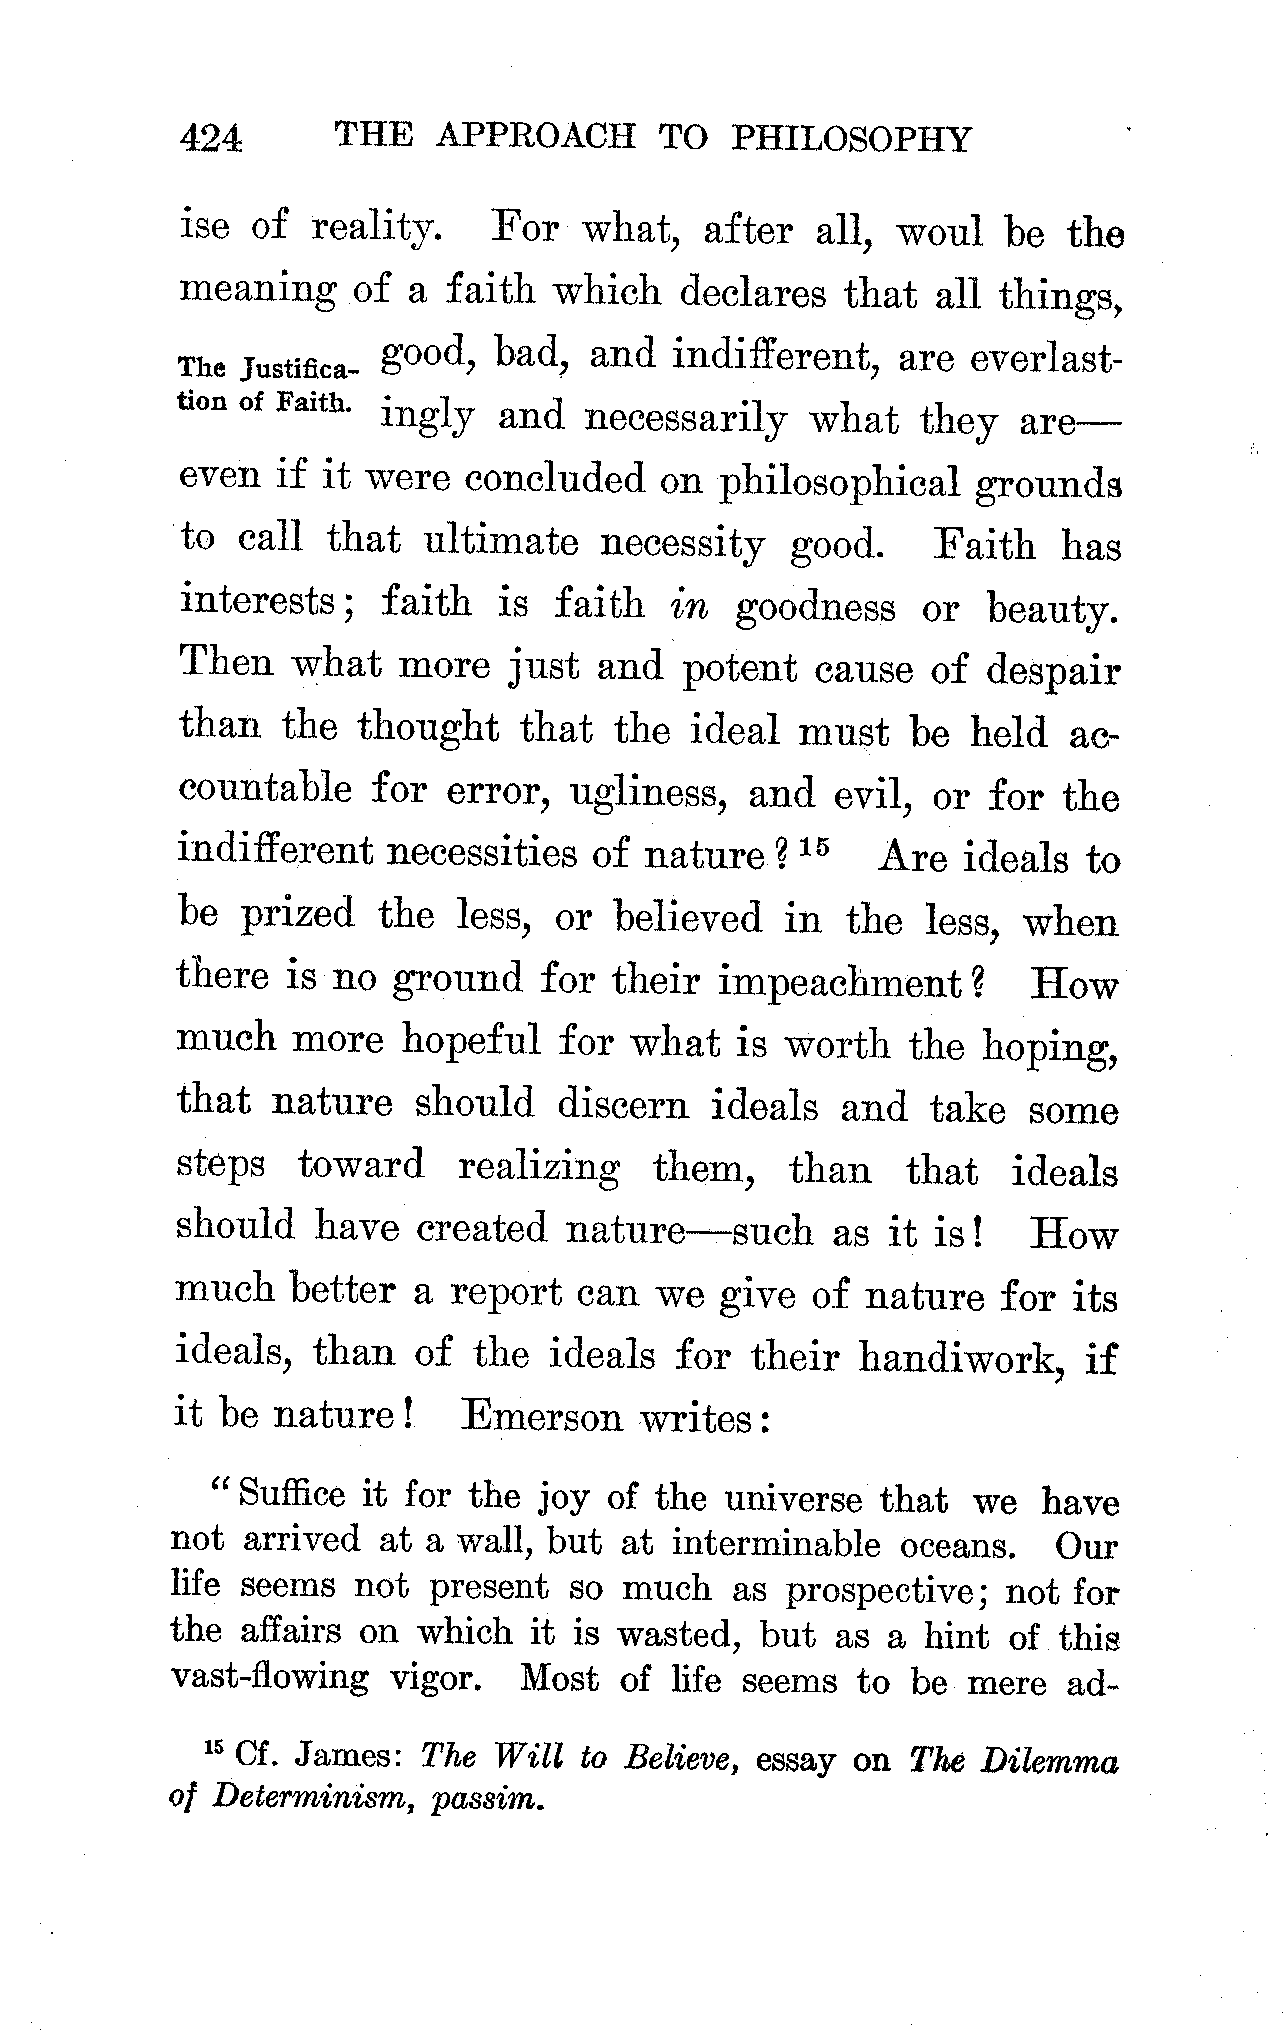 424 THE APPROACH TO PHILOSOPHY
ise of reality. For what, after all, woul be the
meaning of a faith which declares that all things,
The Justifica-
tion of Faith.
good, bad, and indifferent, are everlast-
ingly and necessarily what they are—
even if it were concluded on philosophical grounds
to call that ultimate necessity good. Faith has
interests; faith is faith in goodness or beauty.
Then what more just and potent cause of despair
than the thought that the ideal must be held ac-
countable for error, ugliness, and evil, or for the
indifferent necessities of nature?¹⁵ Are ideals to
be prized the less, or believed in the less, when
there is no ground for their impeachment? How
much more hopeful for what is worth the hoping,
that nature should discern ideals and take some
steps toward realizing them, than that ideals
should have created nature—such as it is! How
much better a report can we give of nature for its
ideals, than of the ideals for their handiwork, if
it be nature! Emerson writes:
“Suffice it for the joy of the universe that we have
not arrived at a wall, but at interminable oceans. Our
life seems not present so much as prospective; not for
the affairs on which it is wasted, but as a hint of this
vast-flowing vigor. Most of life seems to be mere ad-
¹⁵ Cf. James: The Will to Believe, essay on The Dilemma
of Determinism, passim.